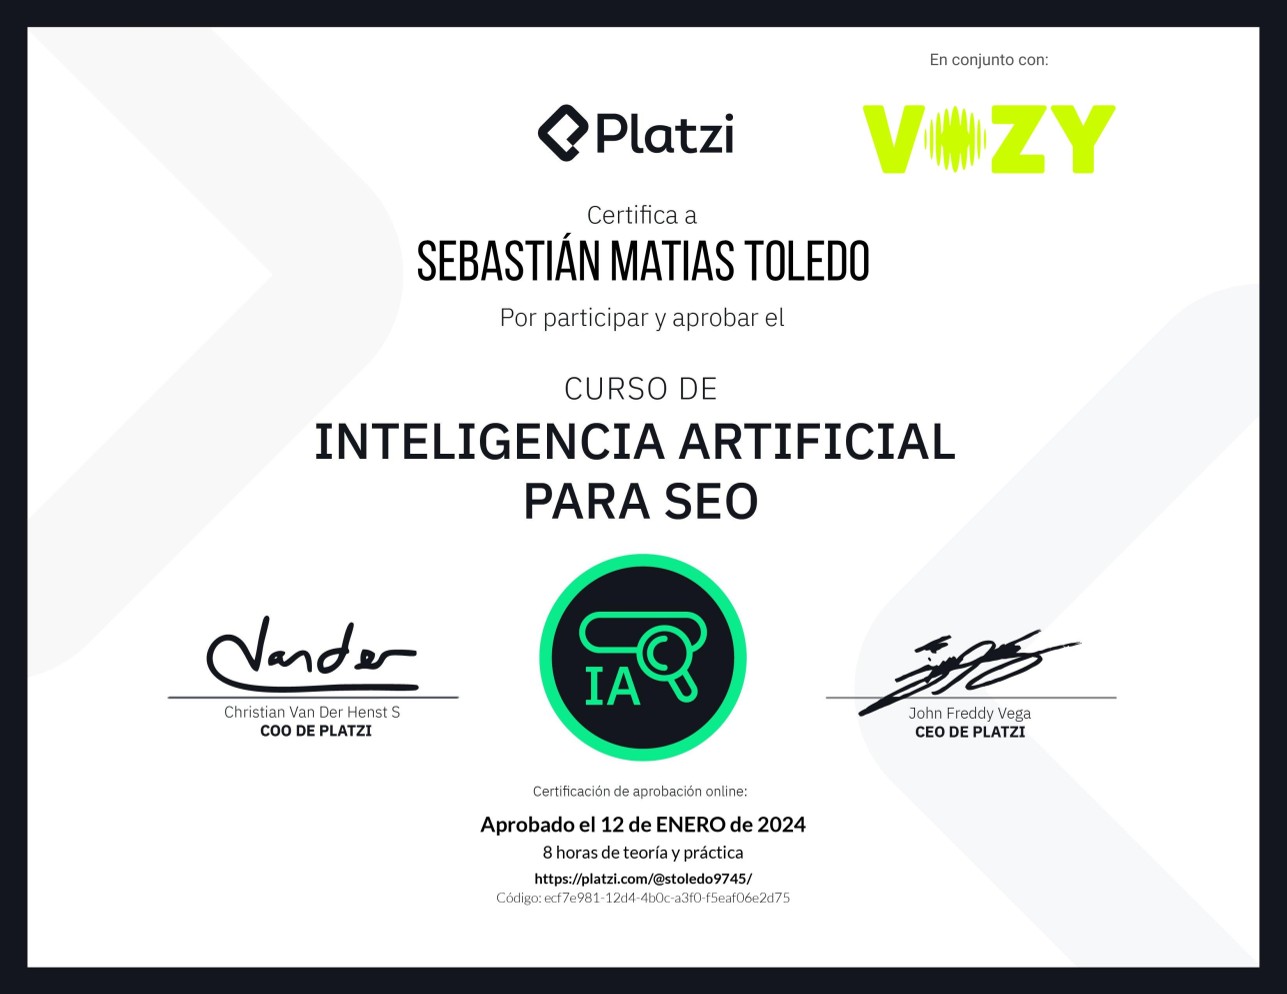 En conjunto con:
Platzi
VOZY
Certifica a
SEBASTIÁN MATIAS TOLEDO
Por participar y aprobar el
CURSO DE
INTELIGENCIA ARTIFICIAL
PARA SEO
IA
Vander
Christian Van Der Henst S
COO DE PLATZI
John Freddy Vega
CEO DE PLATZI
Certificación de aprobación online:
Aprobado el 12 de ENERO de 2024
8 horas de teoría y práctica
https://platzi.com/@stoledo9745/
Código: ecf7e981-12d4-4b0c-a3f0-f5eaf06e2d75